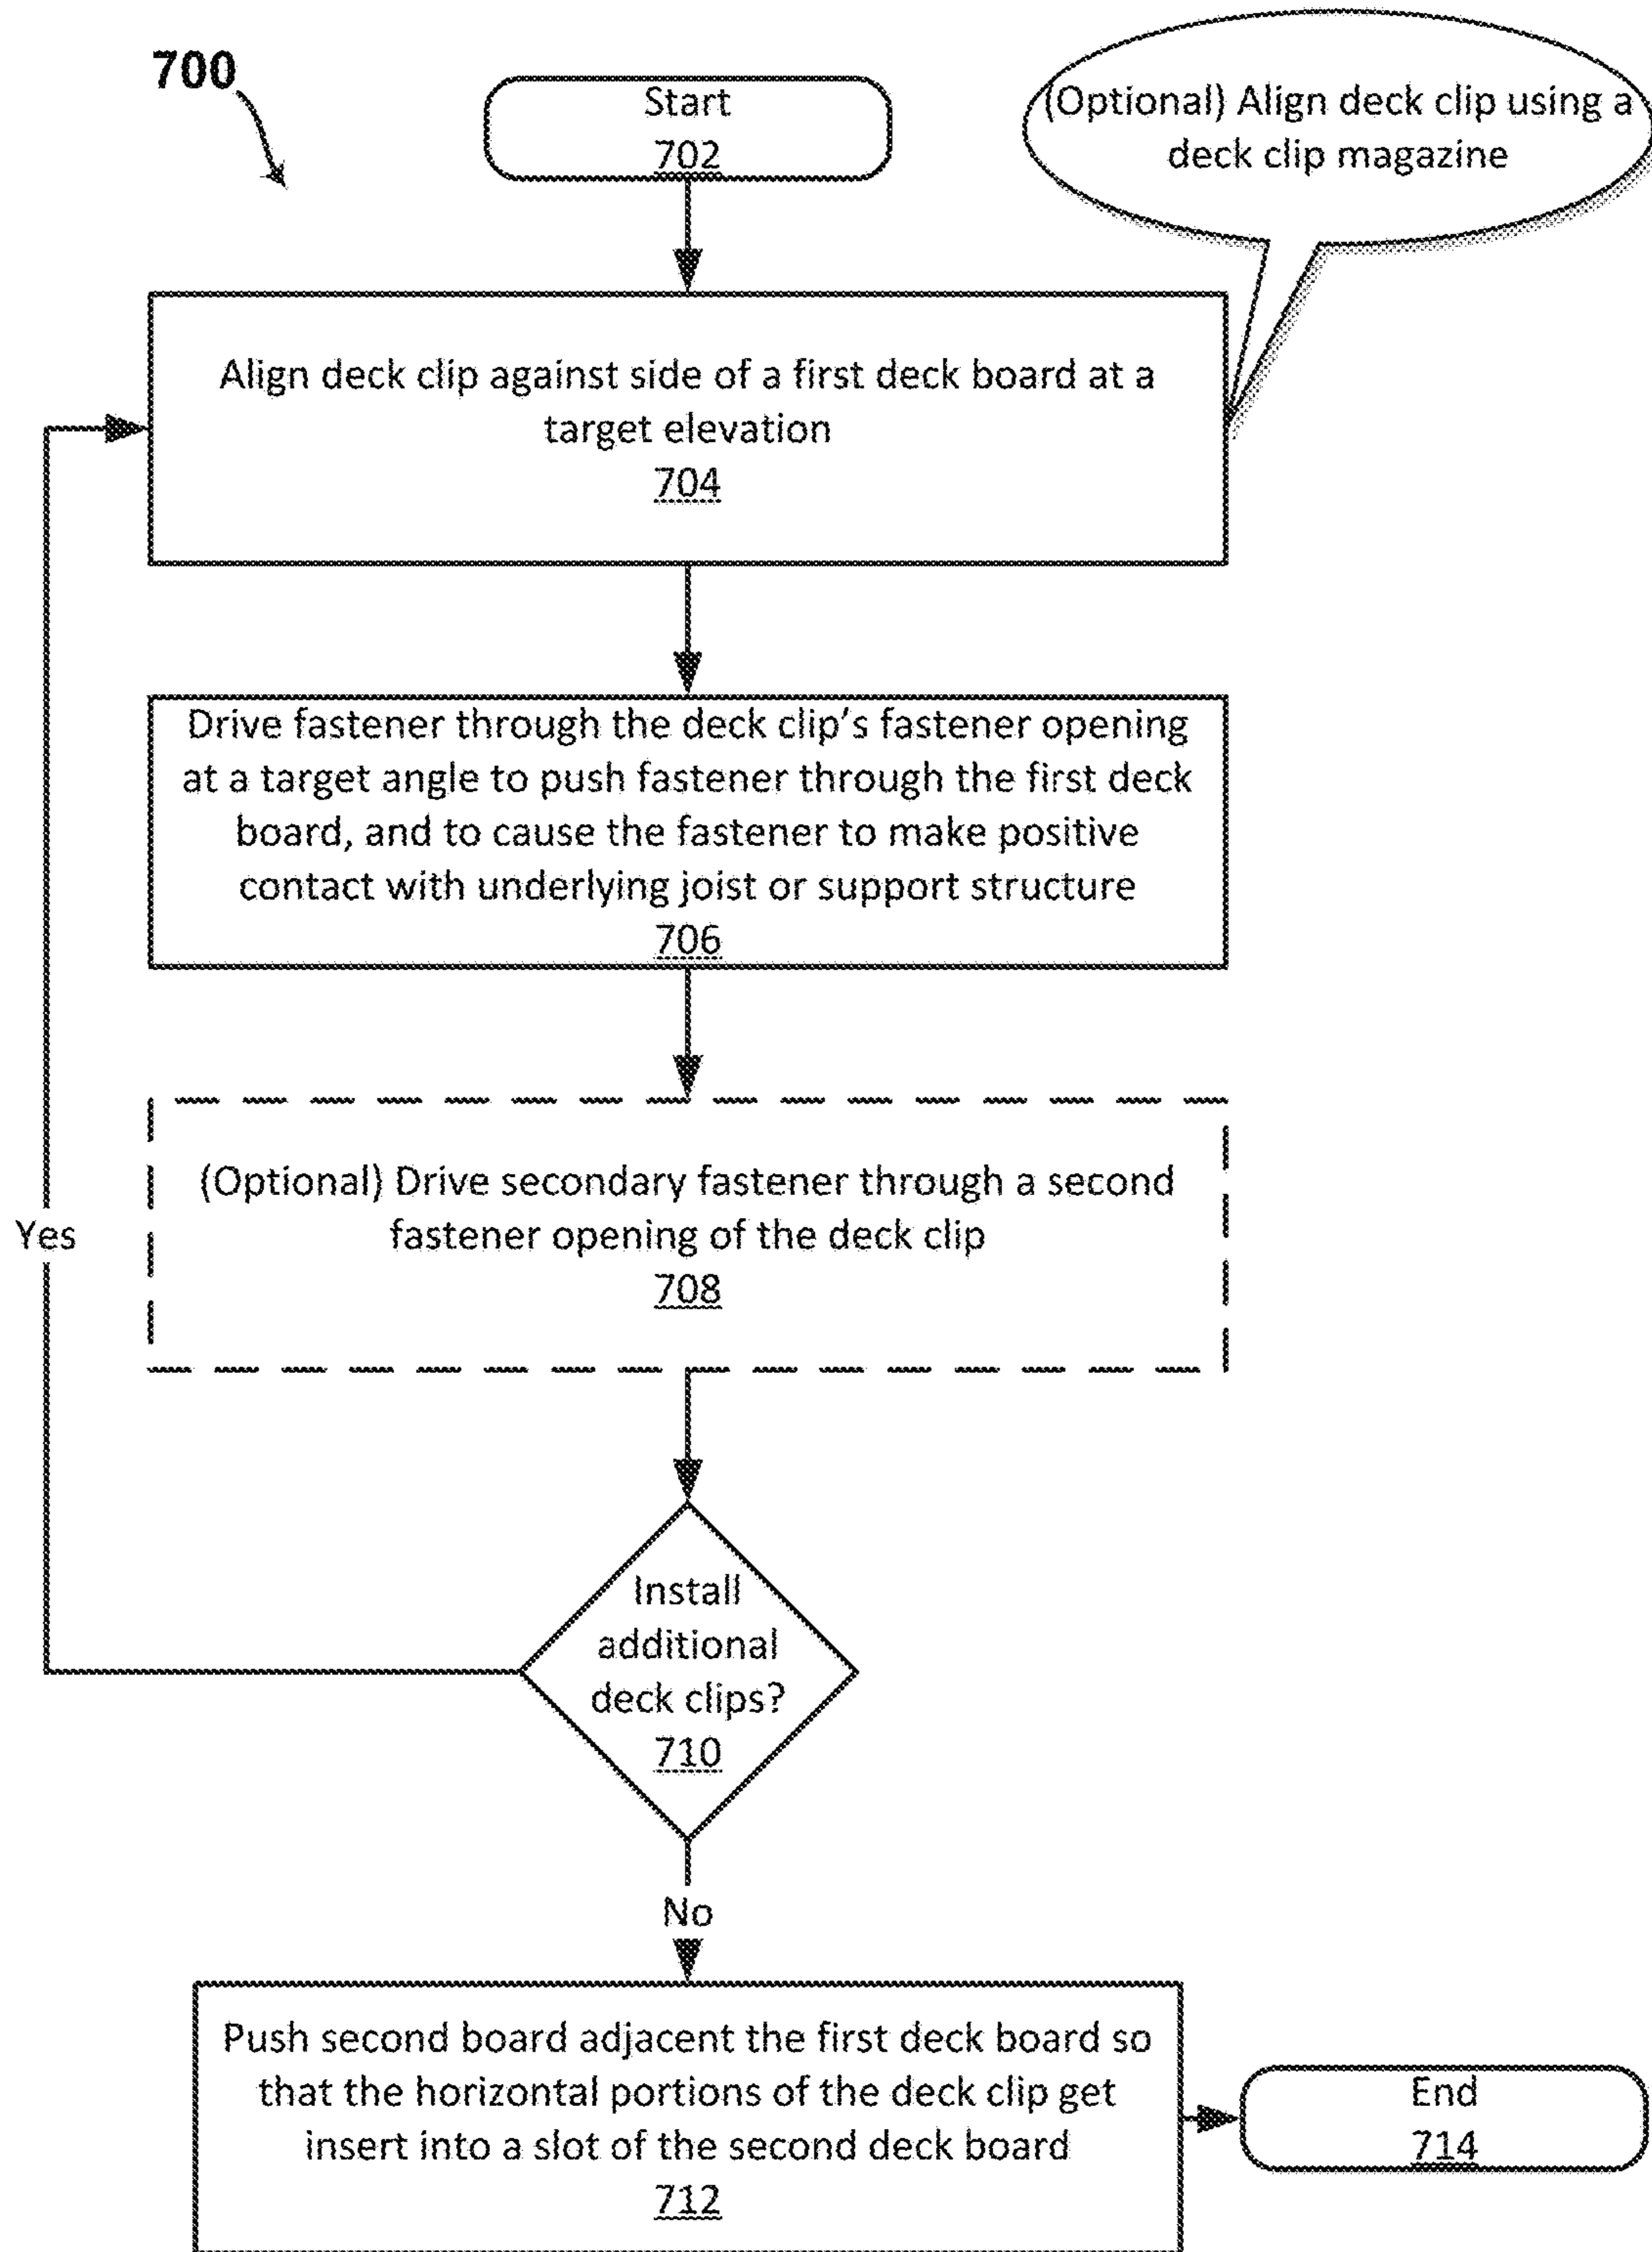 700
Start
702
(Optional) Align deck clip using a
deck clip magazine
Align deck clip against side of a first deck board at a
target elevation
704
Drive fastener through the deck clip's fastener opening
at a target angle to push fastener through the first deck
board, and to cause the fastener to make positive
contact with underlying joist or support structure
706
(Optional) Drive secondary fastener through a second
fastener opening of the deck clip
708
Yes
Install
additional
deck clips?
710
No
Push second board adjacent the first deck board so
that the horizontal portions of the deck clip get
insert into a slot of the second deck board
712
End
714